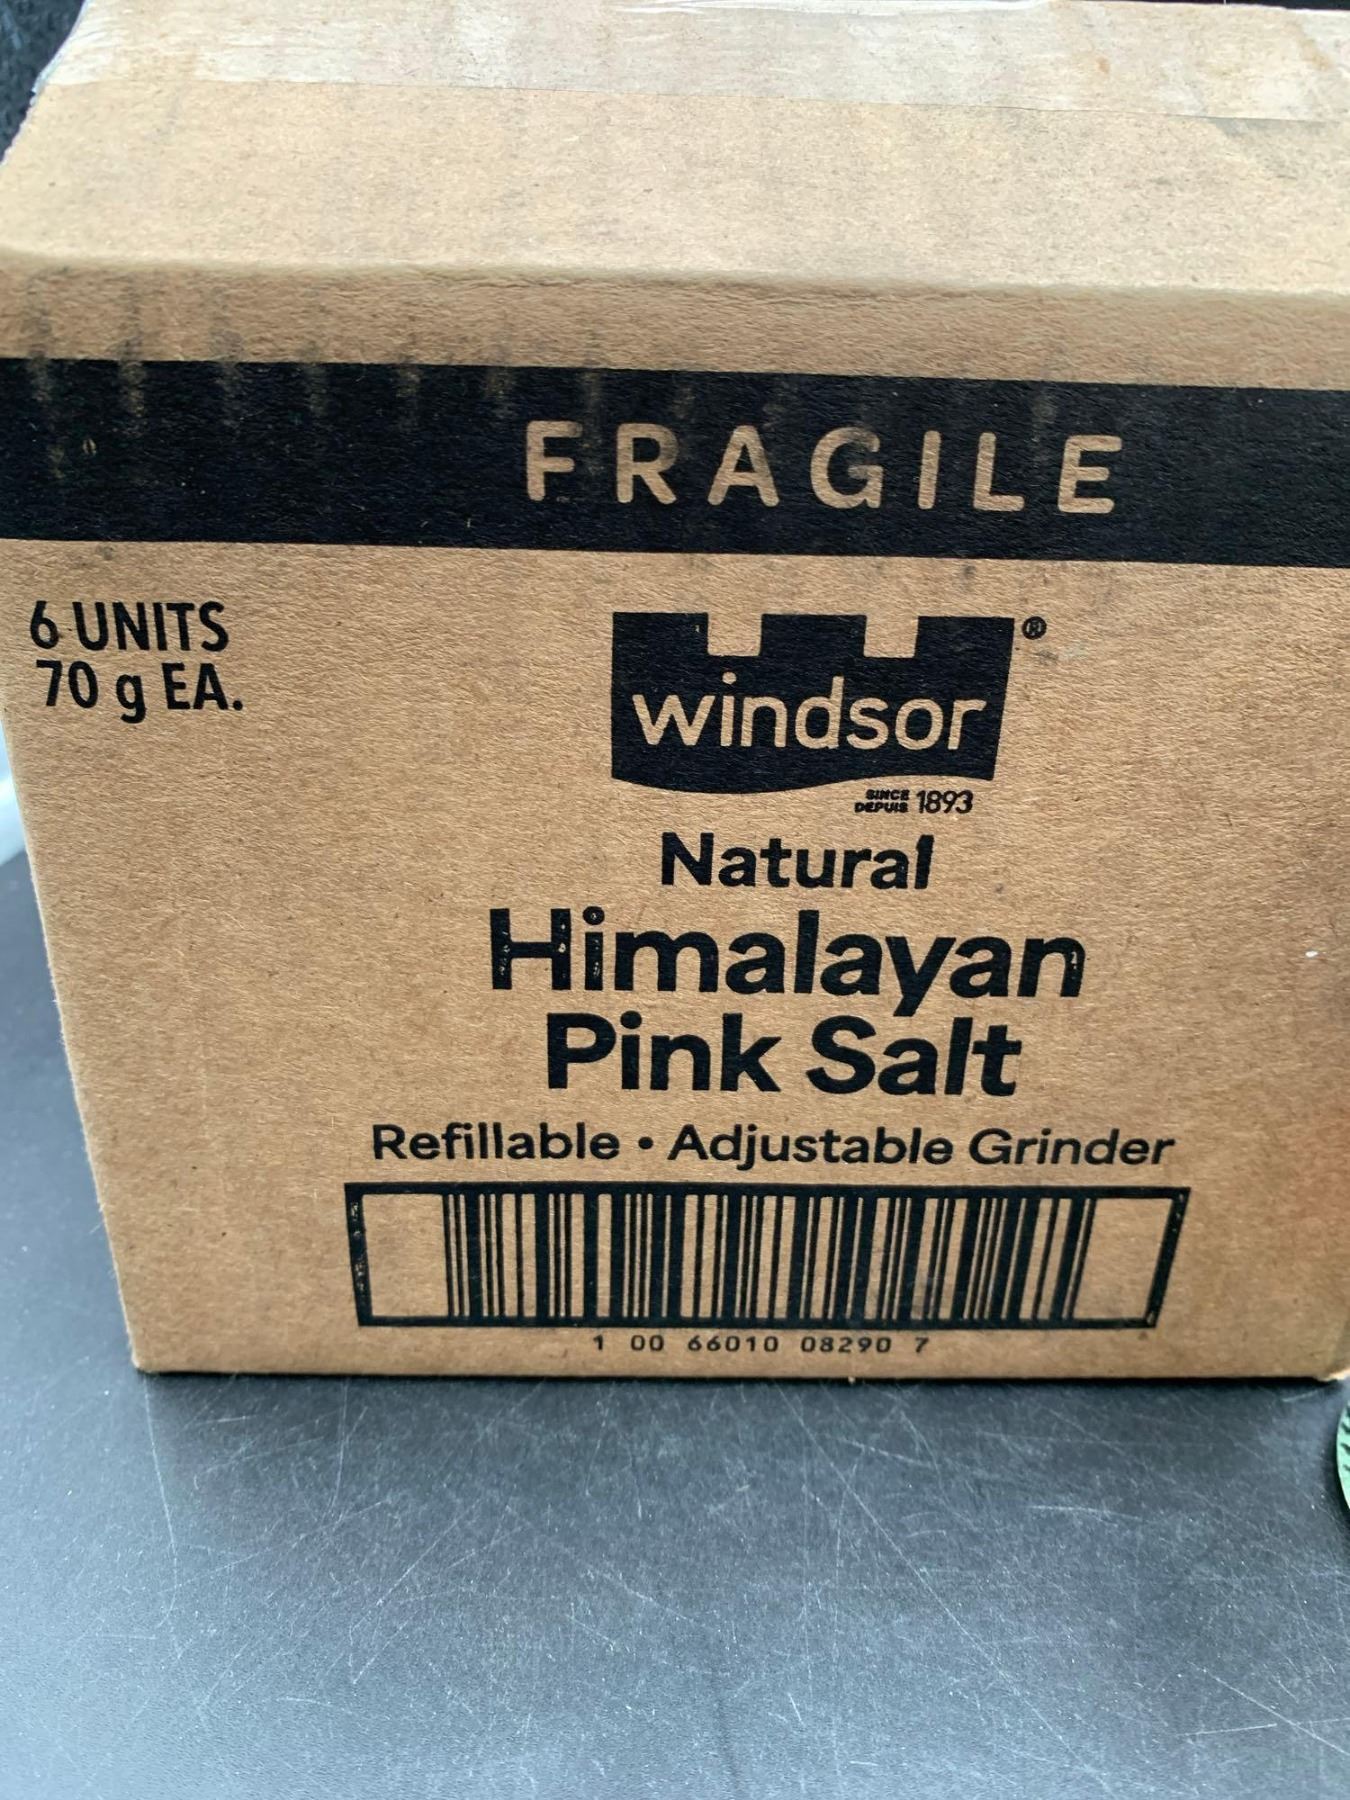 FRAGILE
6 UNITS
70 g EA.
windsor®
SINCE
DEPUIS 1893
Natural
Himalayan
Pink Salt
Refillable • Adjustable Grinder
1 00 66010 08290 7